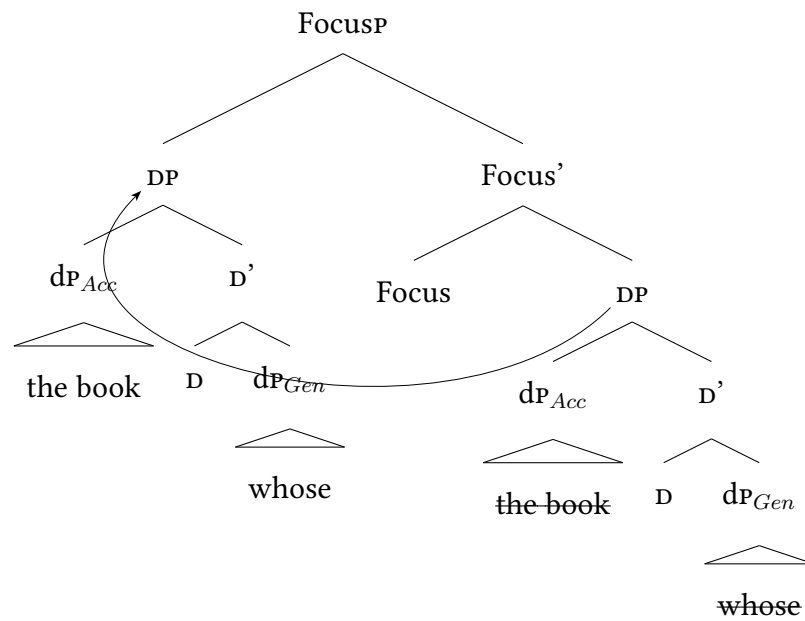 FocusP
DP Focus’
dP_Acc D’ Focus DP
the book D dP_Gen dP_Acc D’
whose the book D dP_Gen
whose